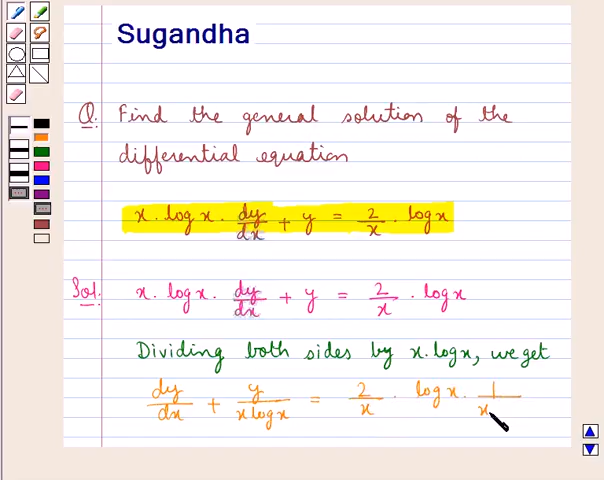 Sugandha
Q. Find the general solution of the
differential equation
x . log x . dy/dx + y = 2/x . log x
Sol. x . log x . dy/dx + y = 2/x . log x
Dividing both sides by x.logx, we get
dy/dx + y/x log x = 2/x . log x . 1/x